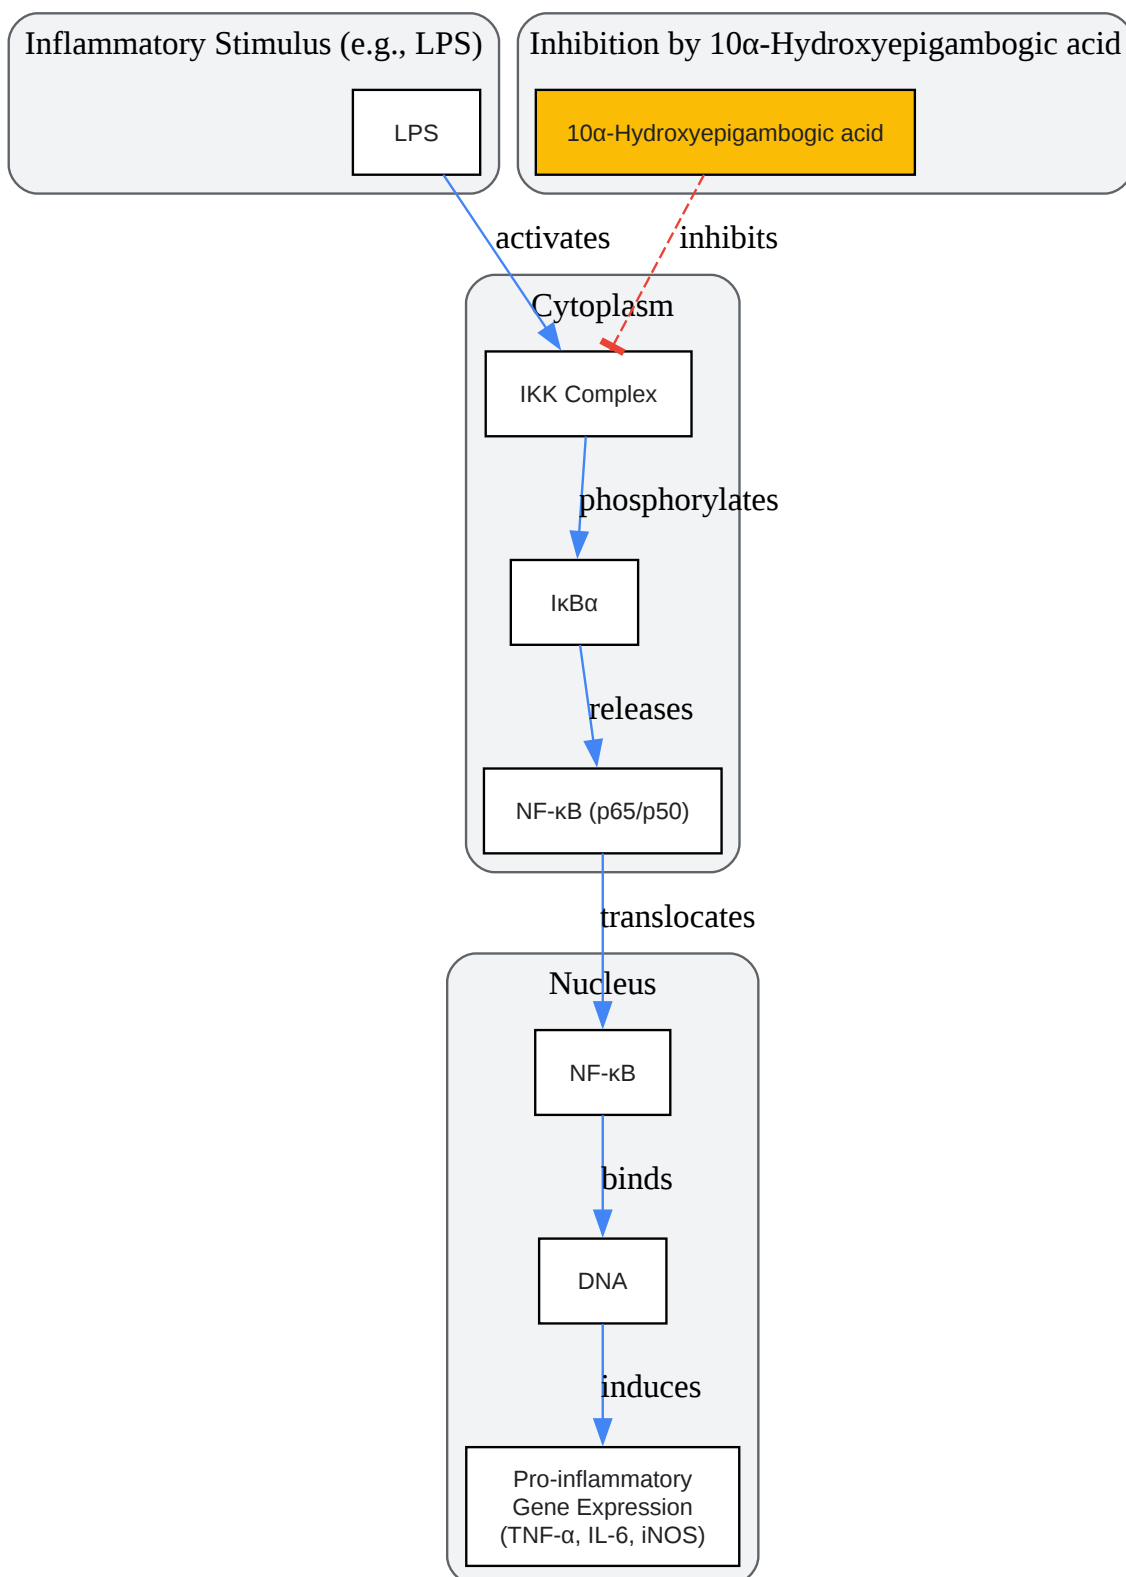 Inflammatory Stimulus (e.g., LPS)
Inhibition by 10α-Hydroxyepigambogic acid
LPS
10α-Hydroxyepigambogic acid
activates
inhibits
Cytoplasm
IKK Complex
phosphorylates
IκBα
releases
NF-κB (p65/p50)
translocates
Nucleus
NF-κB
binds
DNA
induces
Pro-inflammatory
Gene Expression
(TNF-α, IL-6, iNOS)